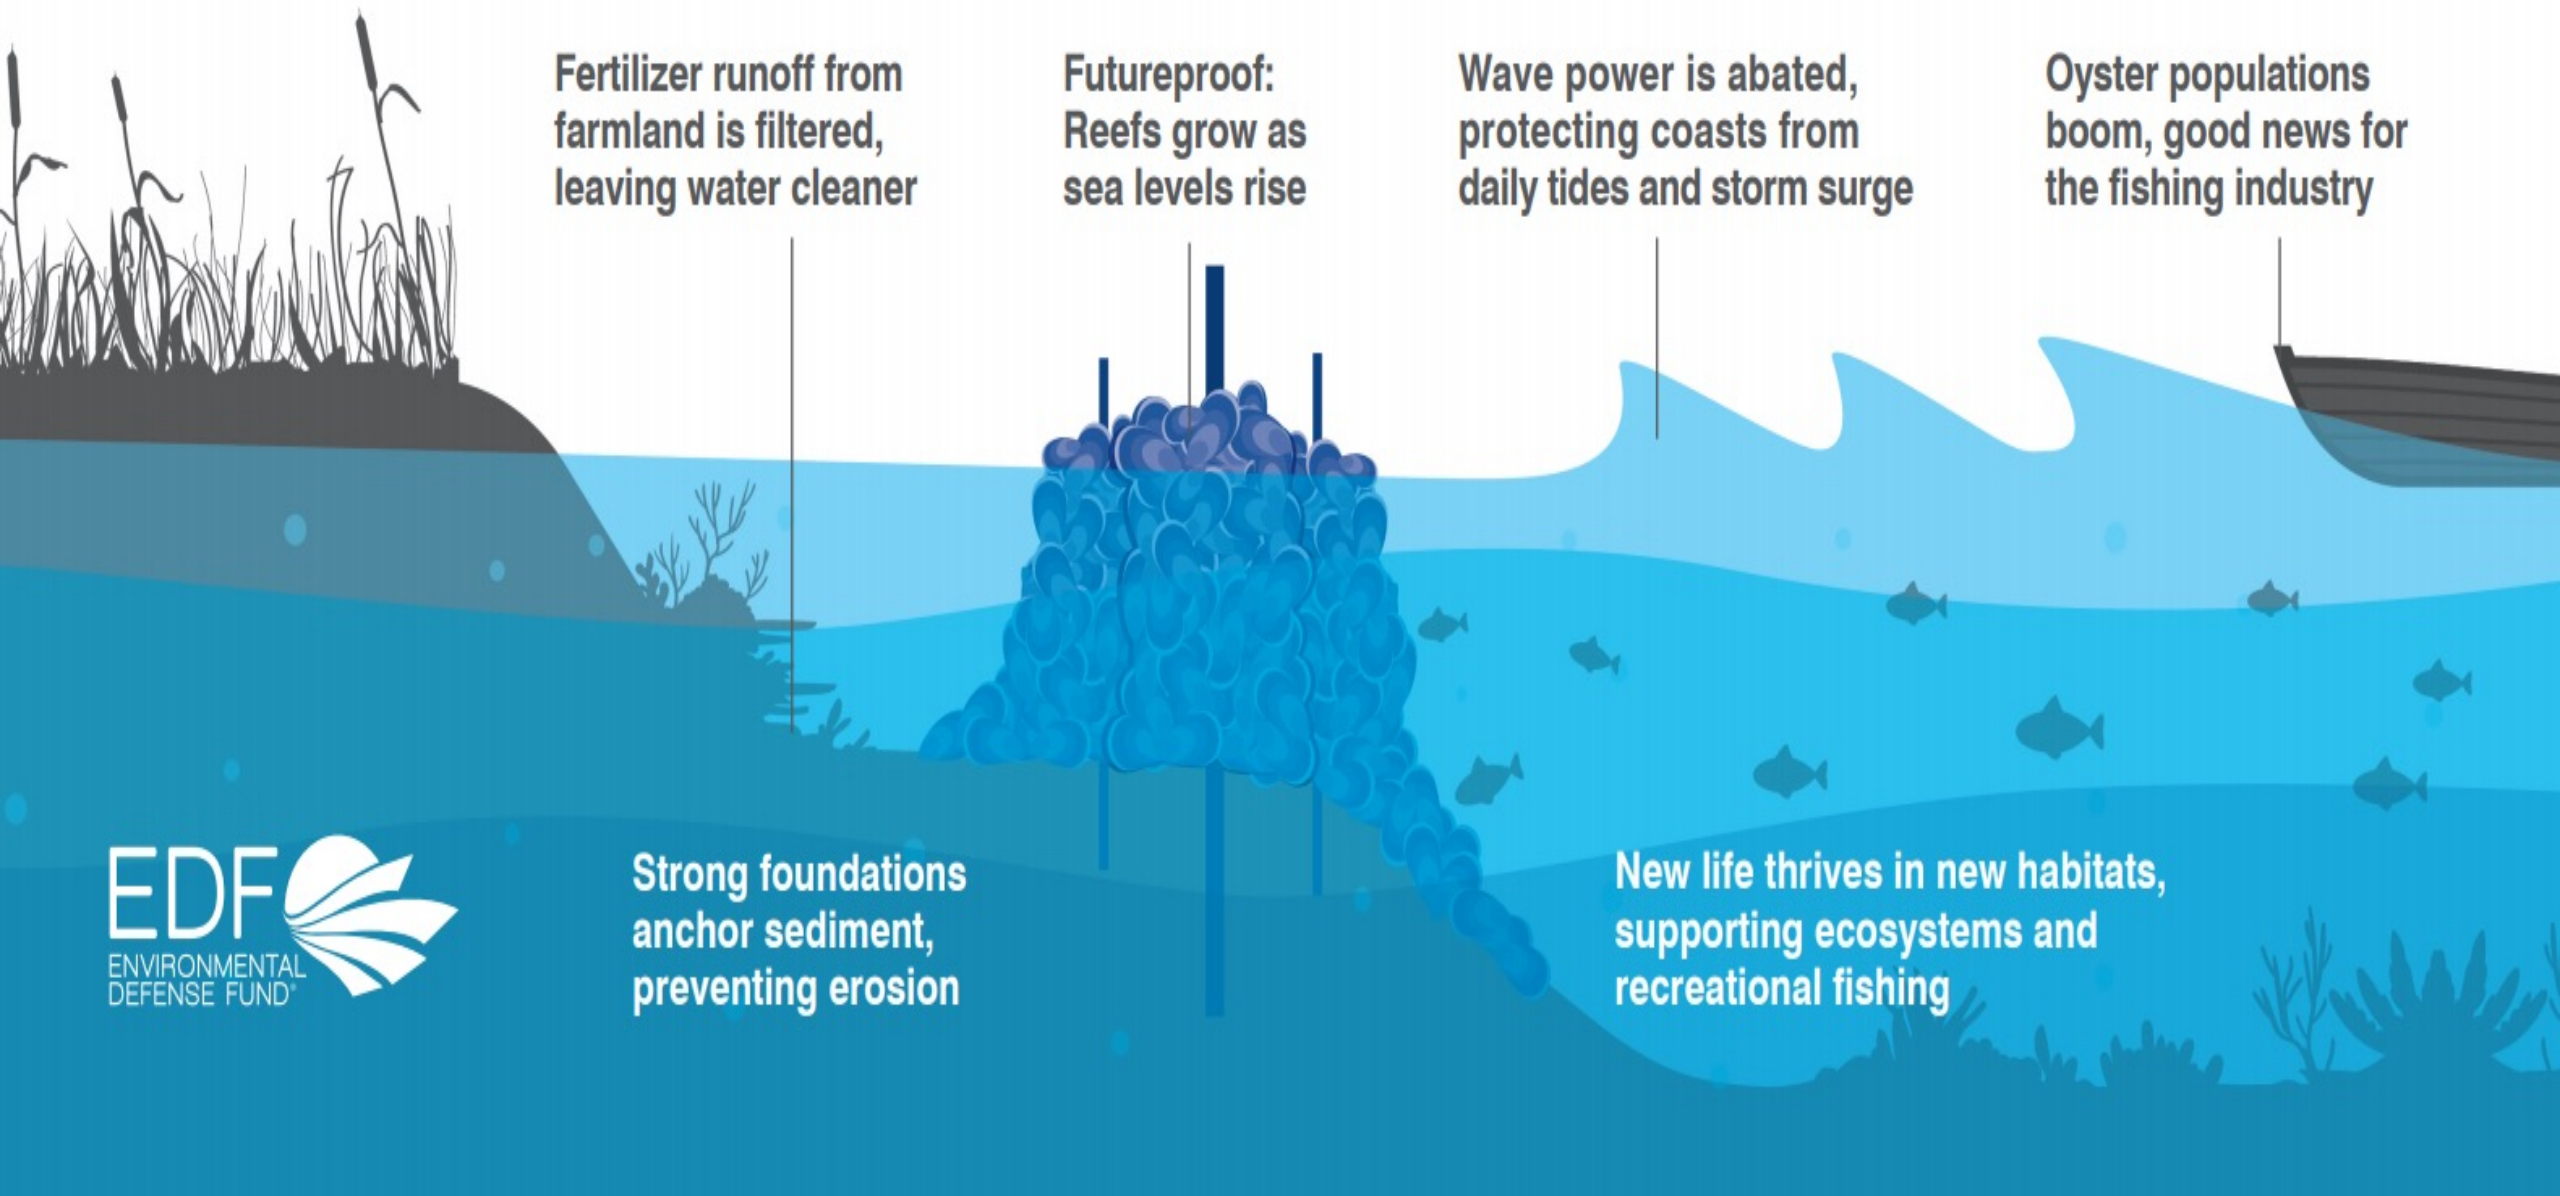 Fertilizer runoff from
farmland is filtered,
leaving water cleaner
Futureproof:
Reefs grow as
sea levels rise
Wave power is abated,
protecting coasts from
daily tides and storm surge
Oyster populations
boom, good news for
the fishing industry
EDF
ENVIRONMENTAL
DEFENSE FUND®
Strong foundations
anchor sediment,
preventing erosion
New life thrives in new habitats,
supporting ecosystems and
recreational fishing